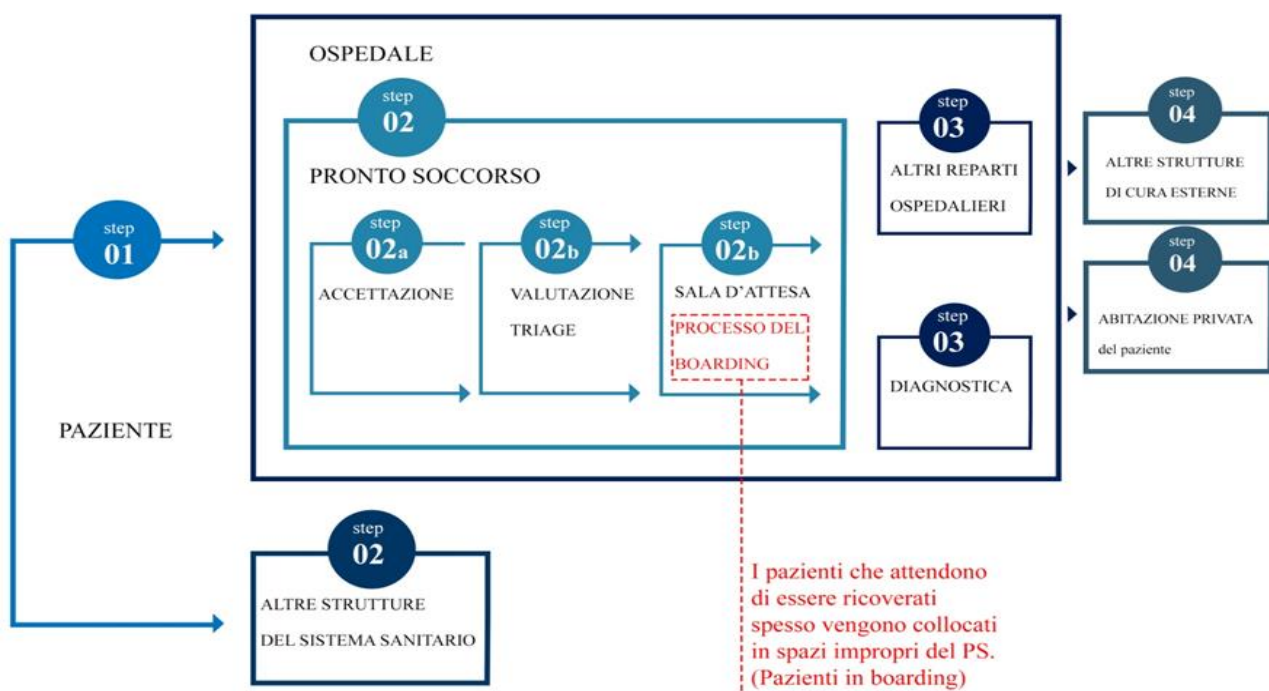 OSPEDALE
step
02
PRONTO SOCCORSO
step
01
PAZIENTE
step
02a
ACCETTAZIONE
step
02b
VALUTAZIONE
TRIAGE
step
02b
SALA D'ATTESA
PROCESSO DEL
BOARDING
step
03
ALTRI REPARTI
OSPEDALIERI
step
03
DIAGNOSTICA
step
04
ALTRE STRUTTURE
DI CURA ESTERNE
step
04
ABITAZIONE PRIVATA
del paziente
step
02
ALTRE STRUTTURE
DEL SISTEMA SANITARIO
I pazienti che attendono
di essere ricoverati
spesso vengono collocati
in spazi impropri del PS.
(Pazienti in boarding)